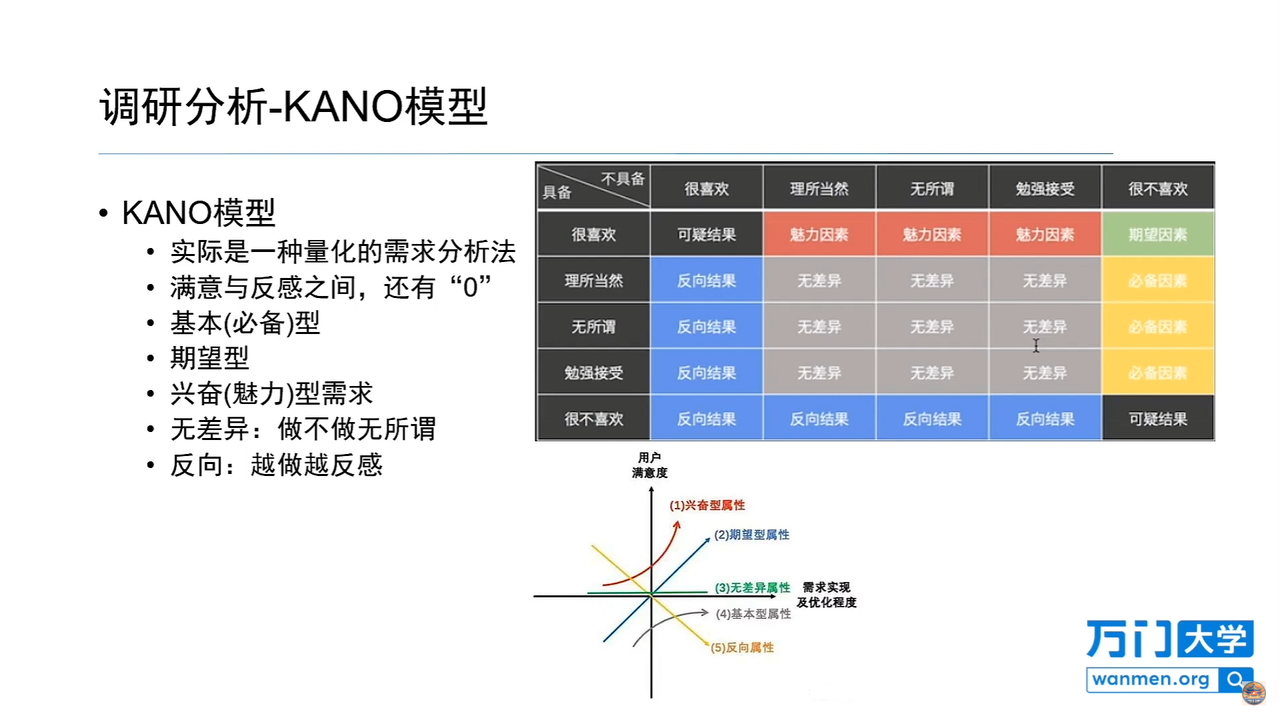 调研分析-KANO模型
• KANO模型
• 实际是一种量化的需求分析法
• 满意与反感之间，还有“0”
• 基本(必备)型
• 期望型
• 兴奋(魅力)型需求
• 无差异：做不做无所谓
• 反向：越做越反感
具备 不具备 很喜欢 理所当然 无所谓 勉强接受 很不喜欢
很喜欢 可疑结果 魅力因素 魅力因素 魅力因素 期望因素
理所当然 反向结果 无差异 无差异 无差异 必备因素
无所谓 反向结果 无差异 无差异 无差异 必备因素
勉强接受 反向结果 无差异 无差异 无差异 必备因素
很不喜欢 反向结果 反向结果 反向结果 反向结果 可疑结果
用户
满意度
(1)兴奋型属性
(2)期望型属性
(3)无差异属性
需求实现
及优化程度
(4)基本型属性
(5)反向属性
万门大学
wanmen.org